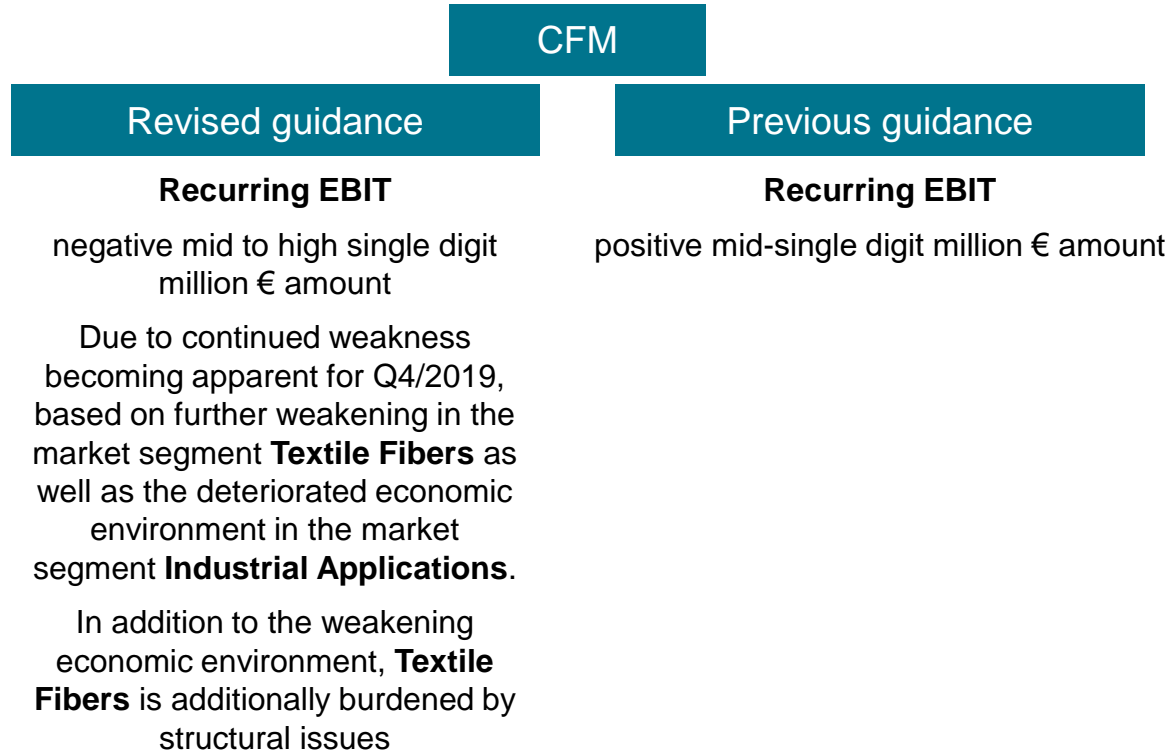 CFM
Revised guidance
Recurring EBIT
negative mid to high single digit
million € amount
Due to continued weakness
becoming apparent for Q4/2019,
based on further weakening in the
market segment Textile Fibers as
well as the deteriorated economic
environment in the market
segment Industrial Applications.
In addition to the weakening
economic environment, Textile
Fibers is additionally burdened by
structural issues
Previous guidance
Recurring EBIT
positive mid-single digit million € amount